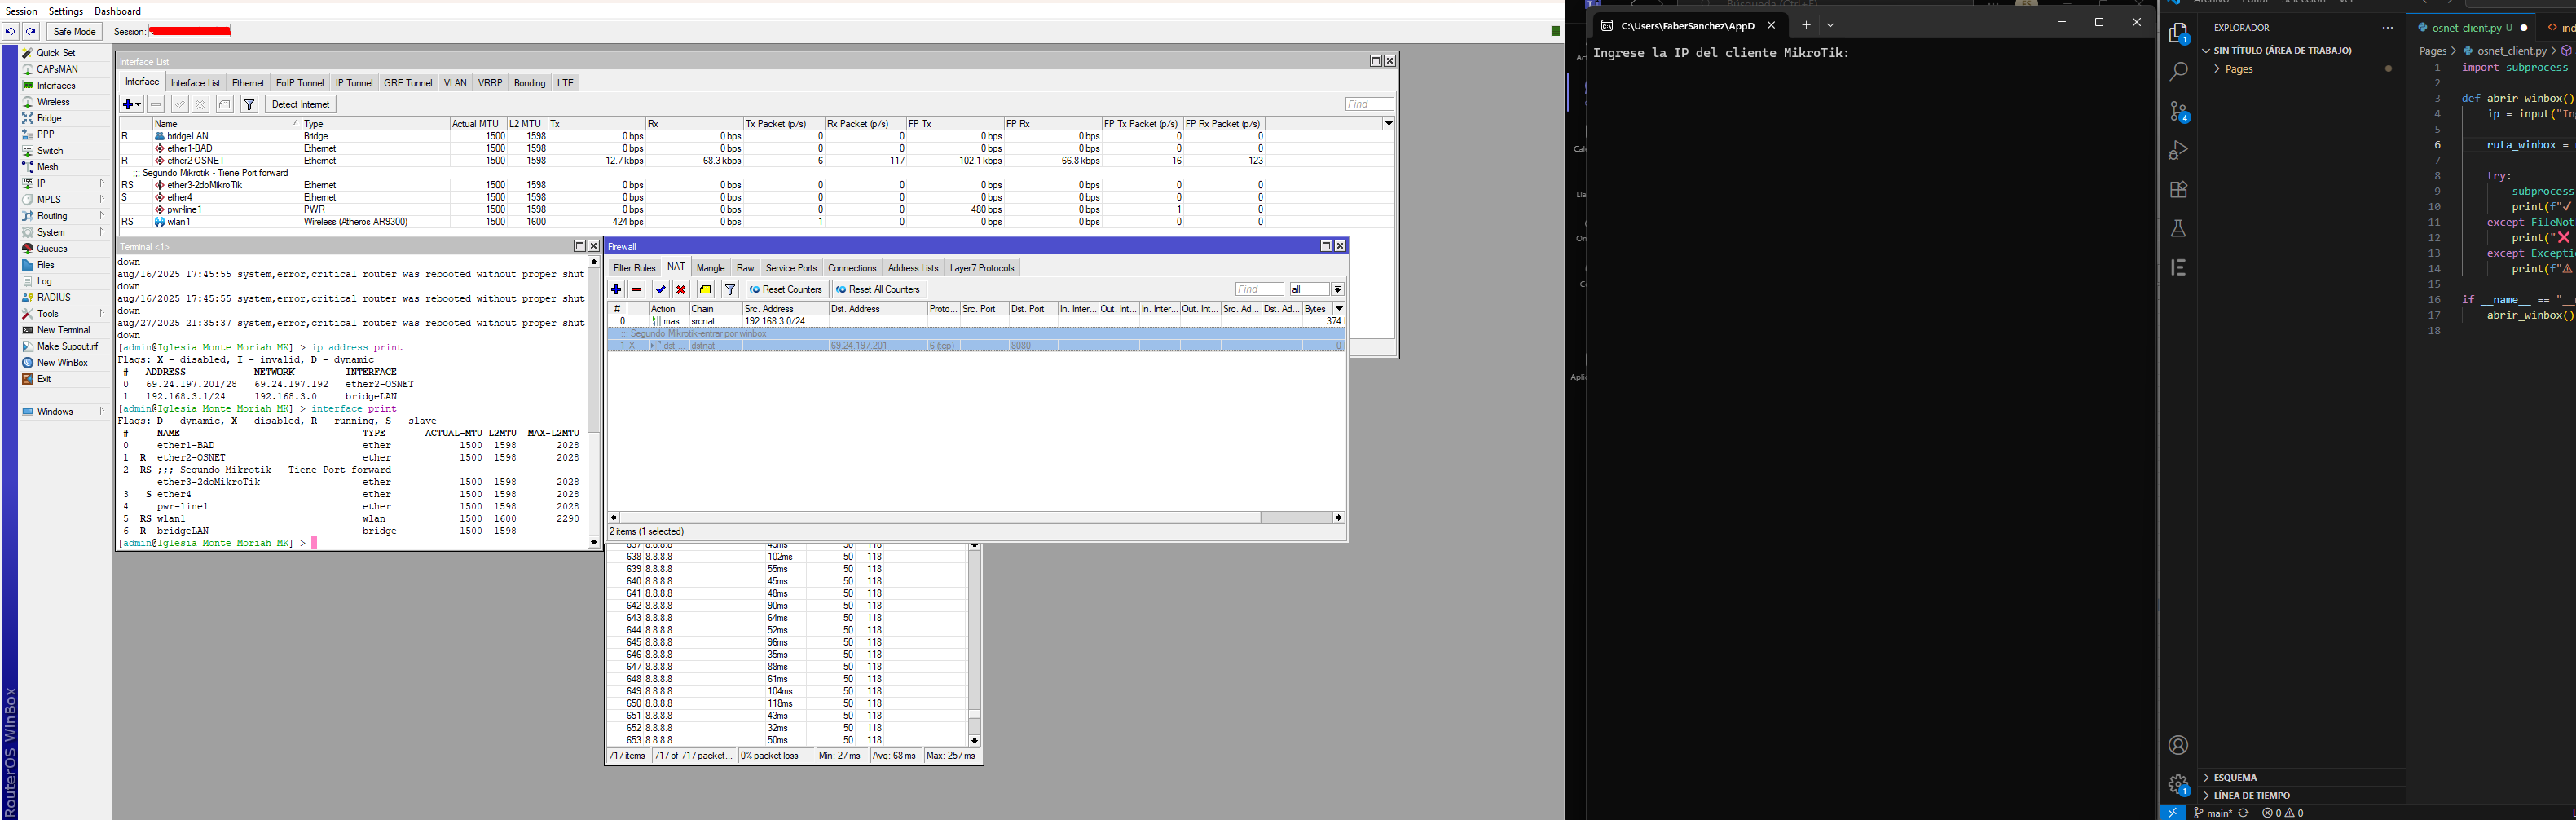 Session Settings Dashboard
Safe Mode Session:
Quick Set
CAPsMAN
Interfaces
Wireless
Bridge
PPP
Switch
Mesh
IP
MPLS
Routing
System
Queues
Files
Log
RADIUS
Tools
New Terminal
Make Supout.rif
New WinBox
Exit
Windows
RouterOS WinBox
Interface List
Interface Interface List Ethernet EoIP Tunnel IP Tunnel GRE Tunnel VLAN VRRP Bonding LTE
Detect Internet Find
Name / Type Actual MTU L2 MTU Tx Rx Tx Packet (p/s) Rx Packet (p/s) FP Tx FP Rx FP Tx Packet (p/s) FP Rx Packet (p/s)
R bridgeLAN Bridge 1500 1598 0 bps 0 bps 0 0 0 bps 0 bps 0 0
ether1-BAD Ethernet 1500 1598 0 bps 0 bps 0 0 0 bps 0 bps 0 0
R ether2-OSNET Ethernet 1500 1598 12.7 kbps 68.3 kbps 6 117 102.1 kbps 66.8 kbps 16 123
;;; Segundo Mikrotik - Tiene Port forward
RS ether3-2doMikroTik Ethernet 1500 1598 0 bps 0 bps 0 0 0 bps 0 bps 0 0
S ether4 Ethernet 1500 1598 0 bps 0 bps 0 0 0 bps 0 bps 0 0
pwr-line1 PWR 1500 1598 0 bps 0 bps 0 0 480 bps 0 bps 1 0
RS wlan1 Wireless (Atheros AR9300) 1500 1600 424 bps 0 bps 1 0 0 bps 0 bps 0 0
Terminal <1>
down
aug/16/2025 17:45:55 system,error,critical router was rebooted without proper shut
down
aug/16/2025 17:45:55 system,error,critical router was rebooted without proper shut
down
aug/27/2025 21:35:37 system,error,critical router was rebooted without proper shut
down
[admin@Iglesia Monte Moriah MK] > ip address print
Flags: X - disabled, I - invalid, D - dynamic
# ADDRESS NETWORK INTERFACE
0 69.24.197.201/28 69.24.197.192 ether2-OSNET
1 192.168.3.1/24 192.168.3.0 bridgeLAN
[admin@Iglesia Monte Moriah MK] > interface print
Flags: D - dynamic, X - disabled, R - running, S - slave
# NAME TYPE ACTUAL-MTU L2MTU MAX-L2MTU
0 ether1-BAD ether 1500 1598 2028
1 R ether2-OSNET ether 1500 1598 2028
2 RS ;;; Segundo Mikrotik - Tiene Port forward
ether3-2doMikroTik ether 1500 1598 2028
3 S ether4 ether 1500 1598 2028
4 pwr-line1 ether 1500 1598 2028
5 RS wlan1 wlan 1500 1600 2290
6 R bridgeLAN bridge 1500 1598
[admin@Iglesia Monte Moriah MK] >
Firewall
Filter Rules NAT Mangle Raw Service Ports Connections Address Lists Layer7 Protocols
Reset Counters Reset All Counters Find all
# Action Chain Src. Address Dst. Address Proto... Src. Port Dst. Port In. Inter... Out. Int... In. Inter... Out. Int... Src. Ad... Dst. Ad... Bytes
0 mas... srcnat 192.168.3.0/24 374
;;; Segundo Mikrotik-entrar por winbox
1 X dst-... dstnat 69.24.197.201 6 (tcp) 8080 0
2 items (1 selected)
638 8.8.8.8 102ms 50 118
639 8.8.8.8 55ms 50 118
640 8.8.8.8 45ms 50 118
641 8.8.8.8 48ms 50 118
642 8.8.8.8 90ms 50 118
643 8.8.8.8 64ms 50 118
644 8.8.8.8 52ms 50 118
645 8.8.8.8 96ms 50 118
646 8.8.8.8 35ms 50 118
647 8.8.8.8 88ms 50 118
648 8.8.8.8 61ms 50 118
649 8.8.8.8 104ms 50 118
650 8.8.8.8 118ms 50 118
651 8.8.8.8 43ms 50 118
652 8.8.8.8 32ms 50 118
653 8.8.8.8 50ms 50 118
717 items 717 of 717 packet... 0% packet loss Min: 27 ms Avg: 68 ms Max: 257 ms
C:\Users\FaberSanchez\AppDa
Ingrese la IP del cliente MikroTik:
EXPLORADOR
SIN TÍTULO (ÁREA DE TRABAJO)
Pages
ESQUEMA
LÍNEA DE TIEMPO
main* 0 0
osnet_client.py U ind
Pages > osnet_client.py >
1 import subprocess
2
3 def abrir_winbox()
4 ip = input("In
5
6 ruta_winbox =
7
8 try:
9 subprocess
10 print(f"✓
11 except FileNot
12 print("❌
13 except Excepti
14 print(f"⚠
15
16 if __name__ == "__
17 abrir_winbox()
18